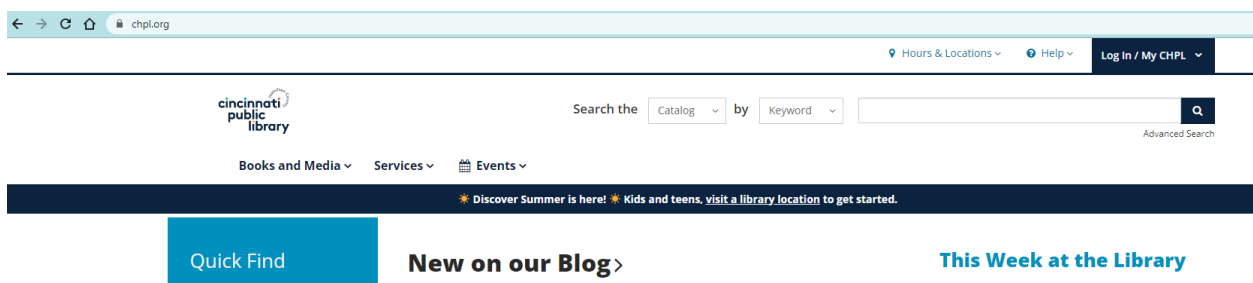 chpl.org
Hours & Locations
Help
Log In / My CHPL
cincinnati
public
library
Search the Catalog by Keyword
Advanced Search
Books and Media Services Events
Discover Summer is here! Kids and teens, visit a library location to get started.
Quick Find
New on our Blog>
This Week at the Library